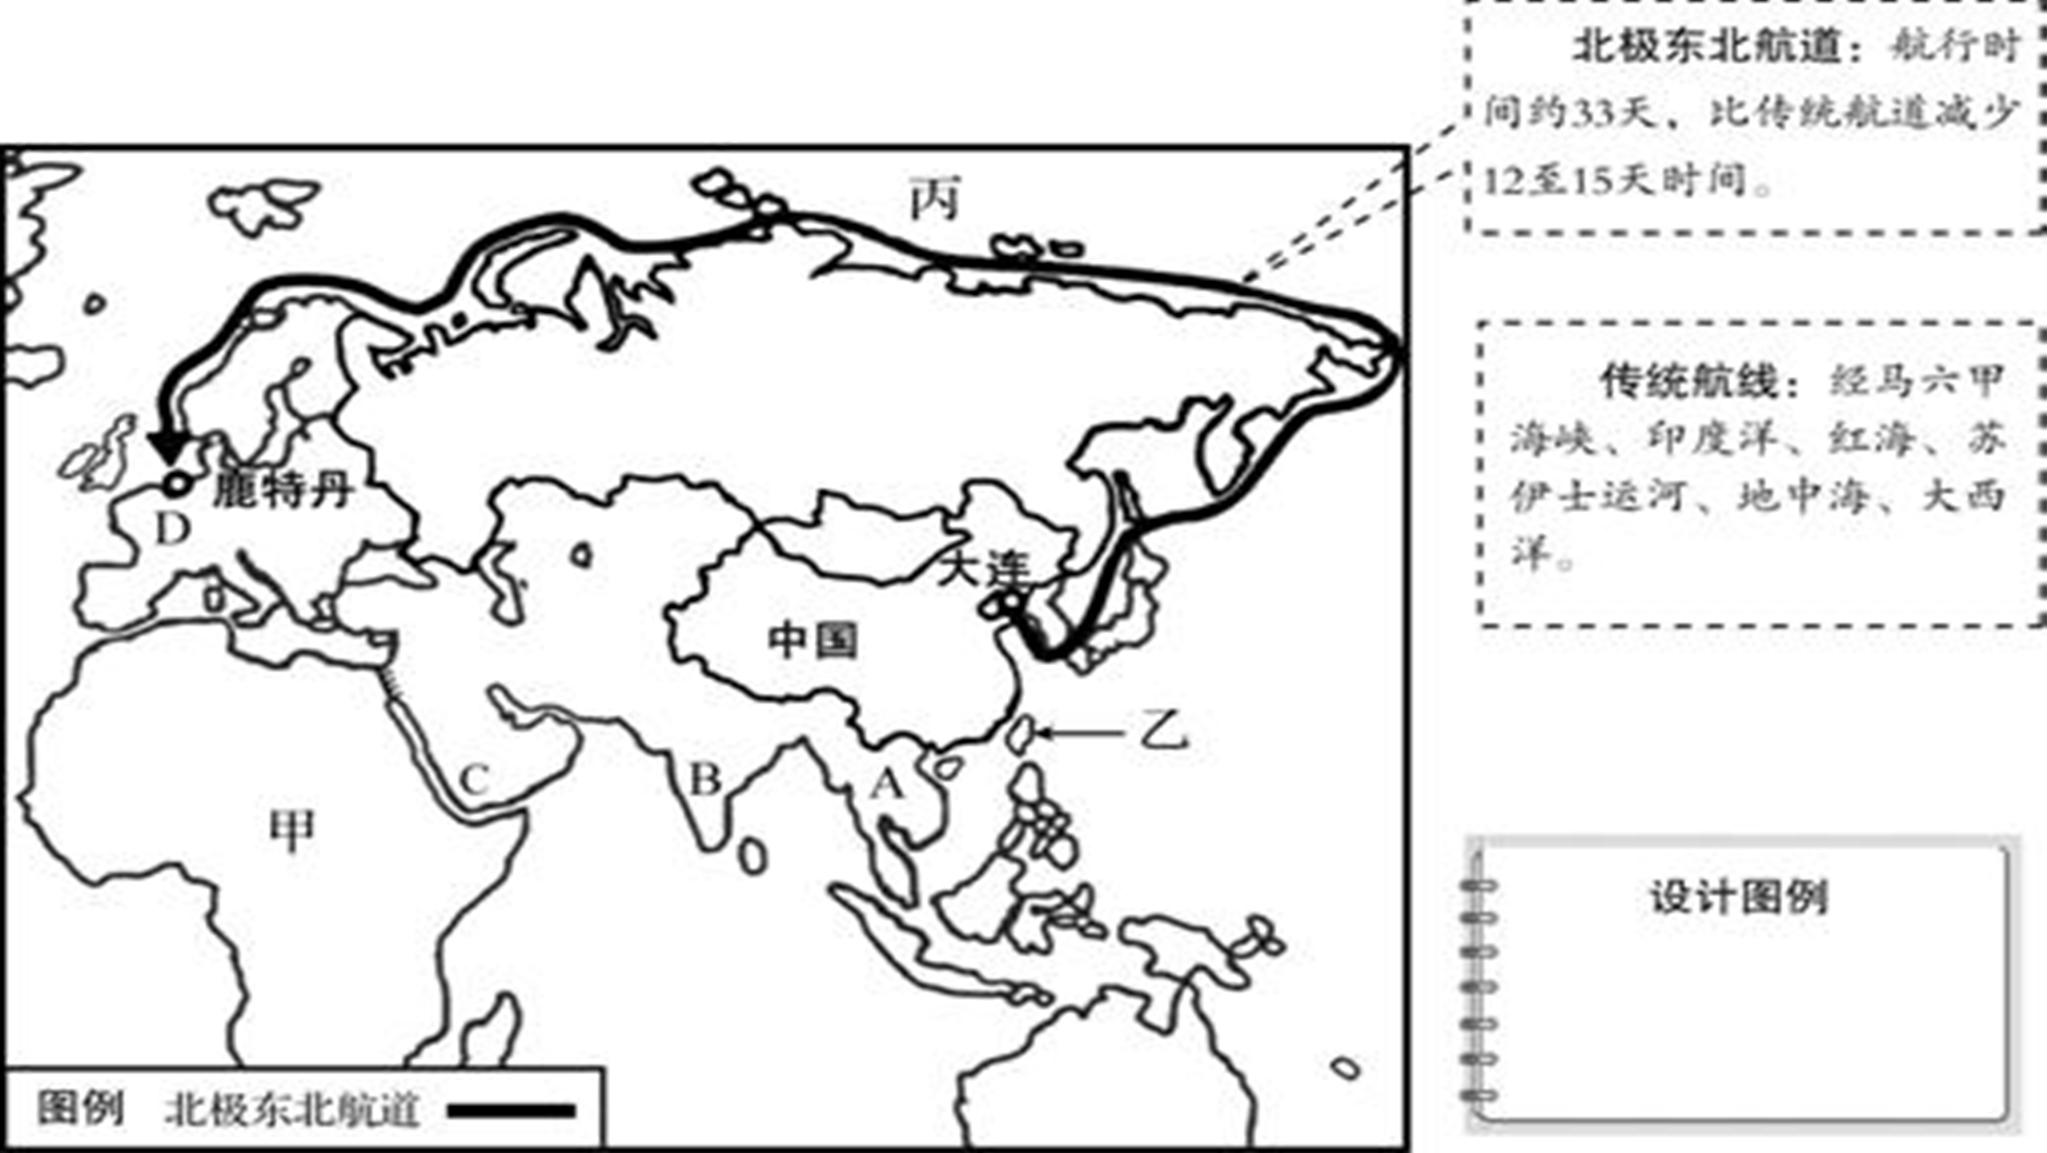 北极东北航道：航行时
间约33天，比传统航道减少
12至15天时间。
丙
传统航线：经马六甲
海峡、印度洋、红海、苏
伊士运河、地中海、大西
洋。
鹿特丹
D
大连
中国
乙
C
B
A
甲
设计图例
图例 北极东北航道